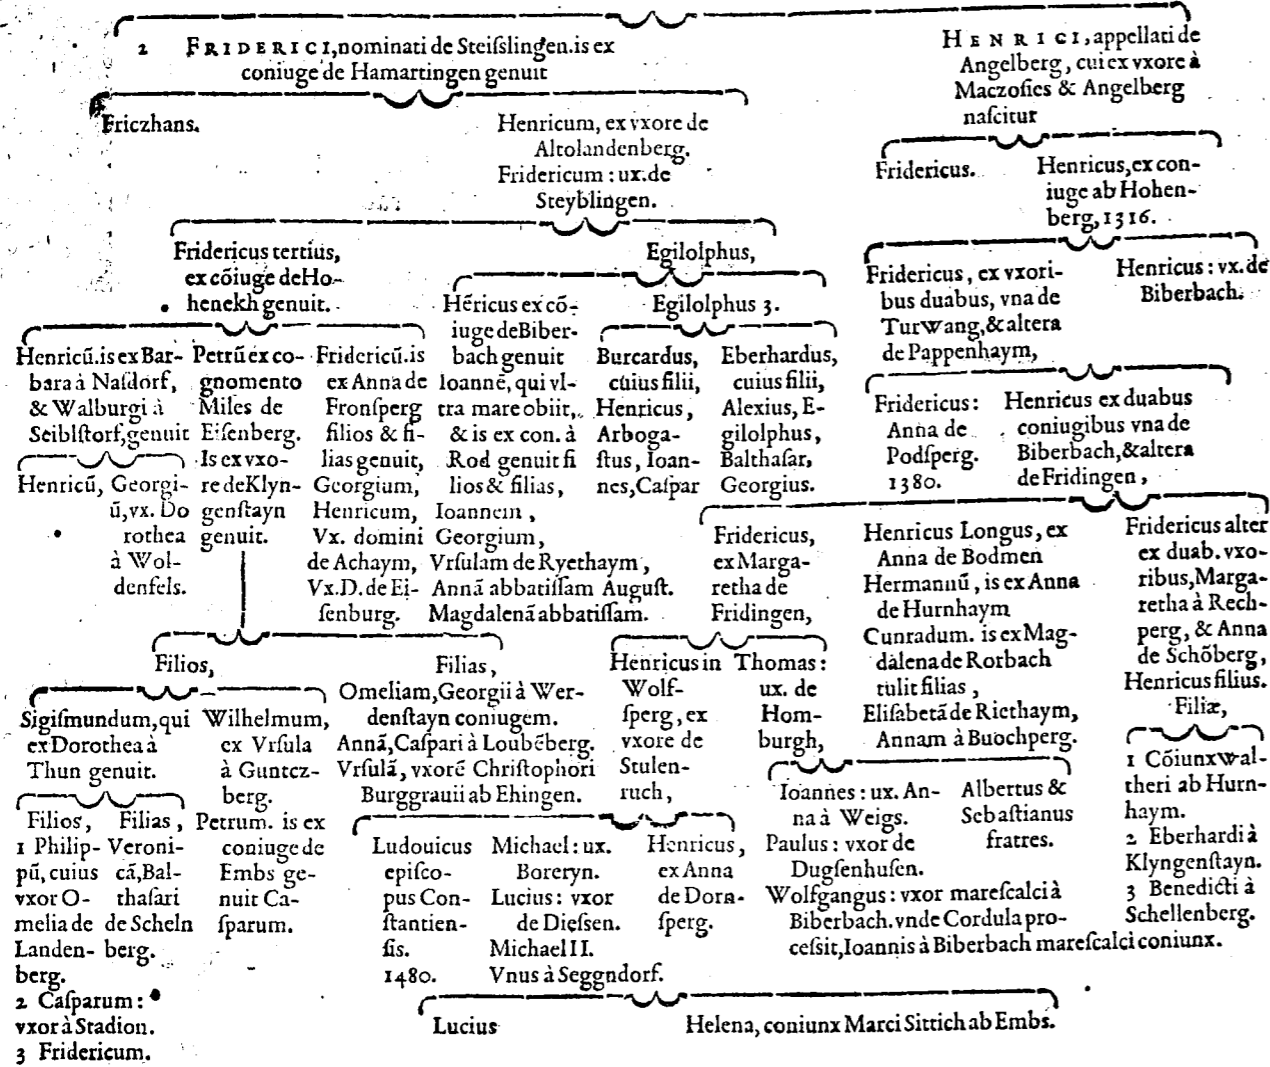 2 FRIDERICI, nominati de Steiſslingen. is ex
coniuge de Hamartingen genuit
HENRICI, appellati de
Angelberg, cui ex vxore à
Maczoſies & Angelberg
naſcitur
Friczhans.
Henricum, ex vxore de
Altolandenberg.
Fridericum : ux. de
Steyblingen.
Fridericus.
Henricus, ex con-
iuge ab Hohen-
berg, 1316.
Fridericus tertius,
ex cõiuge de Ho-
henekh genuit.
Egilolphus,
Fridericus, ex vxori-
bus duabus, vna de
Turwang, & altera
de Pappenhaym,
Henricus : vx. de
Biberbach.
Henricũ. is ex Bar-
bara à Naſdorf,
& Walburgi à
Seiblſtorf, genuit
Petrũ ex co-
gnomento
Miles de
Eiſenberg.
Is ex vxo-
re de Klyn-
genſtayn
genuit.
Fridericũ. is
ex Anna de
Fronſperg
filios & fi-
lias genuit,
Georgium,
Henricum,
Vx. domini
de Achaym,
Vx. D. de Ei-
ſenburg.
Hẽricus ex cõ-
iuge de Biber-
bach genuit
Ioannẽ, qui vl-
tra mare obiit,
& is ex con. à
Rod genuit fi
lios & filias,
Ioannem,
Georgium,
Vrſulam de Ryethaym,
Annã abbatiſſam Auguſt.
Magdalenã abbatiſſam.
Egilolphus 3.
Burcardus,
cuius filii,
Henricus,
Arboga-
ſtus, Ioan-
nes, Caſpar
Eberhardus,
cuius filii,
Alexius, E-
gilolphus,
Balthaſar,
Georgius.
Fridericus :
Anna de
Podſperg.
1380.
Henricus ex duabus
coniugibus vna de
Biberbach, & altera
de Fridingen,
Henricũ, Georgi-
ũ, vx. Do
rothea
à Wol-
denfels.
Fridericus,
ex Marga-
retha de
Fridingen,
Henricus Longus, ex
Anna de Bodmen
Hermannũ, is ex Anna
de Hurnhaym
Cunradum. is ex Mag-
dalena de Rorbach
tulit filias,
Eliſabetã de Riethaym,
Annam à Buochperg.
Fridericus alter
ex duab. vxo-
ribus, Marga-
retha à Rech-
perg, & Anna
de Schõberg,
Henricus filius.
Filiæ,
Filios,
Filias,
Omeliam, Georgii à Wer-
denſtayn coniugem.
Annã, Caſpari à Loubẽberg.
Vrſulã, vxorẽ Chriſtophori
Burggrauii ab Ehingen.
Henricus in
Wolf-
ſperg, ex
vxore de
Stulen-
ruch,
Thomas :
ux. de
Hom-
burgh,
Sigiſmundum, qui
ex Dorothea à
Thun genuit.
Wilhelmum,
ex Vrſula
à Guntcz-
berg.
Petrum. is ex
coniuge de
Embs ge-
nuit Ca-
ſparum.
1 Cõiunx Wal-
theri ab Hurn-
haym.
2 Eberhardi à
Klyngenſtayn.
3 Benedicti à
Schellenberg.
Filios,
1 Philip-
pũ, cuius
vxor O-
melia de
Landen-
berg.
2 Caſparum :
vxor à Stadion.
3 Fridericum.
Filias,
Veroni-
cã, Bal-
thaſari
de Scheln
berg.
Ludouicus
epiſco-
pus Con-
ſtantien-
ſis.
1480.
Michael : ux.
Boreryn.
Lucius : vxor
de Dieſsen.
Michael II.
Vnus à Seggndorf.
Henricus,
ex Anna
de Dorn-
ſperg.
Ioannes : ux. An-
na à Weigs.
Paulus : vxor de
Dugſenhuſen.
Wolfgangus : vxor mareſcalci à
Biberbach. vnde Cordula pro-
ceſsit, Ioannis à Biberbach mareſcalci coniunx.
Albertus &
Sebaſtianus
fratres.
Lucius
Helena, coniunx Marci Sittich ab Embs.